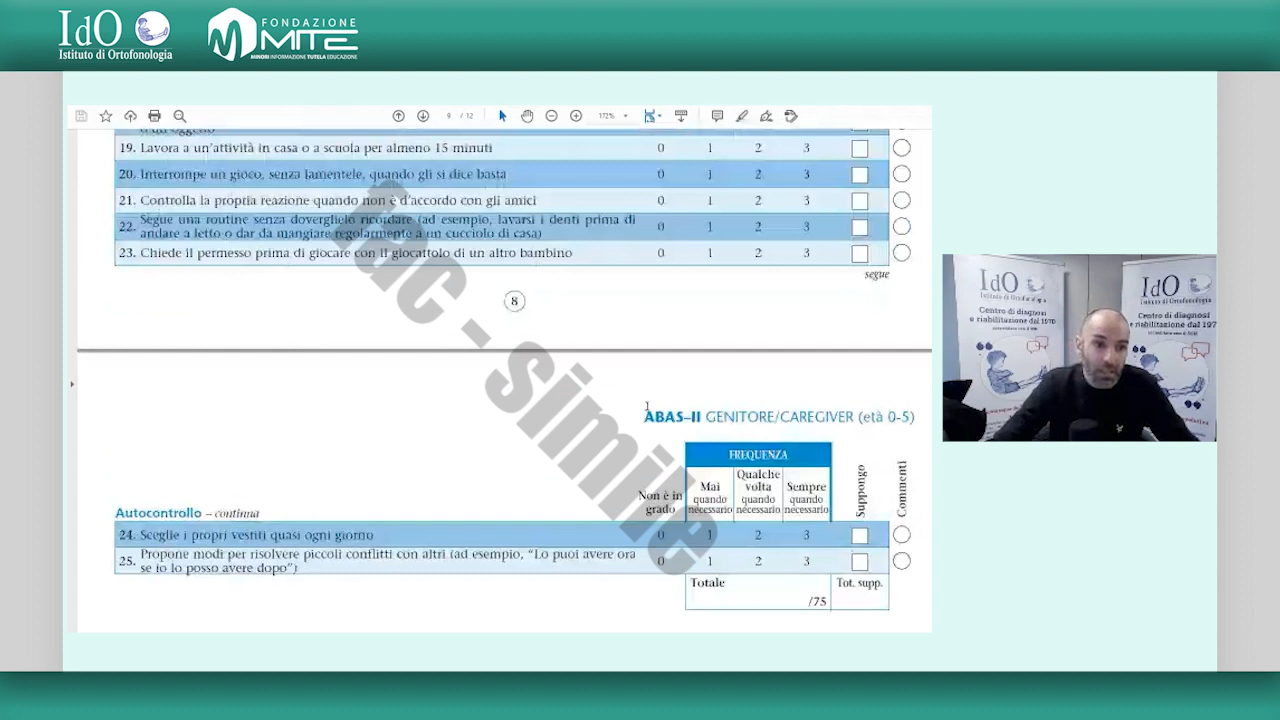 IdO
Istituto di Ortofonologia
FONDAZIONE
MITE
MINORI INFORMAZIONE TUTELA EDUCAZIONE
9 / 12
172%
19. Lavora a un'attività in casa o a scuola per almeno 15 minuti 0 1 2 3
20. Interrompe un gioco, senza lamentele, quando gli si dice basta 0 1 2 3
21. Controlla la propria reazione quando non è d'accordo con gli amici 0 1 2 3
22. Segue una routine senza doverglielo ricordare (ad esempio, lavarsi i denti prima di
andare a letto o dar da mangiare regolarmente a un cucciolo di casa) 0 1 2 3
23. Chiede il permesso prima di giocare con il giocattolo di un altro bambino 0 1 2 3
segue
8
fac - simile
ABAS–II GENITORE/CAREGIVER (età 0-5)
FREQUENZA
Non è in grado
Mai quando necessario
Qualche volta quando necessario
Sempre quando necessario
Suppongo
Commenti
Autocontrollo – continua
24. Sceglie i propri vestiti quasi ogni giorno 0 1 2 3
25. Propone modi per risolvere piccoli conflitti con altri (ad esempio, "Lo puoi avere ora
se io lo posso avere dopo") 0 1 2 3
Totale
/75
Tot. supp.
IdO
Istituto di Ortofonologia
Centro di diagnosi
e riabilitazione dal 1970
IdO
Istituto di Ortofonologia
Centro di diagnosi
e riabilitazione dal 197